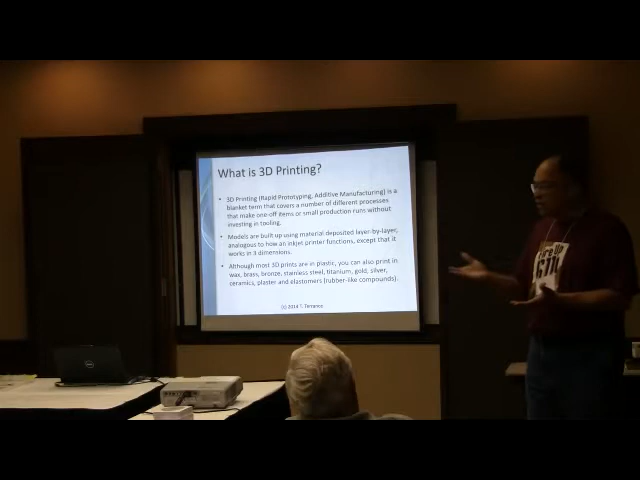 What is 3D Printing?
• 3D Printing (Rapid Prototyping, Additive Manufacturing) is a
blanket term that covers a number of different processes
that make one-off items or small production runs without
investing in tooling.
• Models are built up using material deposited layer-by-layer,
analogous to how an inkjet printer functions, except that it
works in 3 dimensions.
• Although most 3D prints are in plastic, you can also print in
wax, brass, bronze, stainless steel, titanium, gold, silver,
ceramics, plaster and elastomers (rubber-like compounds).
(c) 2014 T. Terrance
DELL